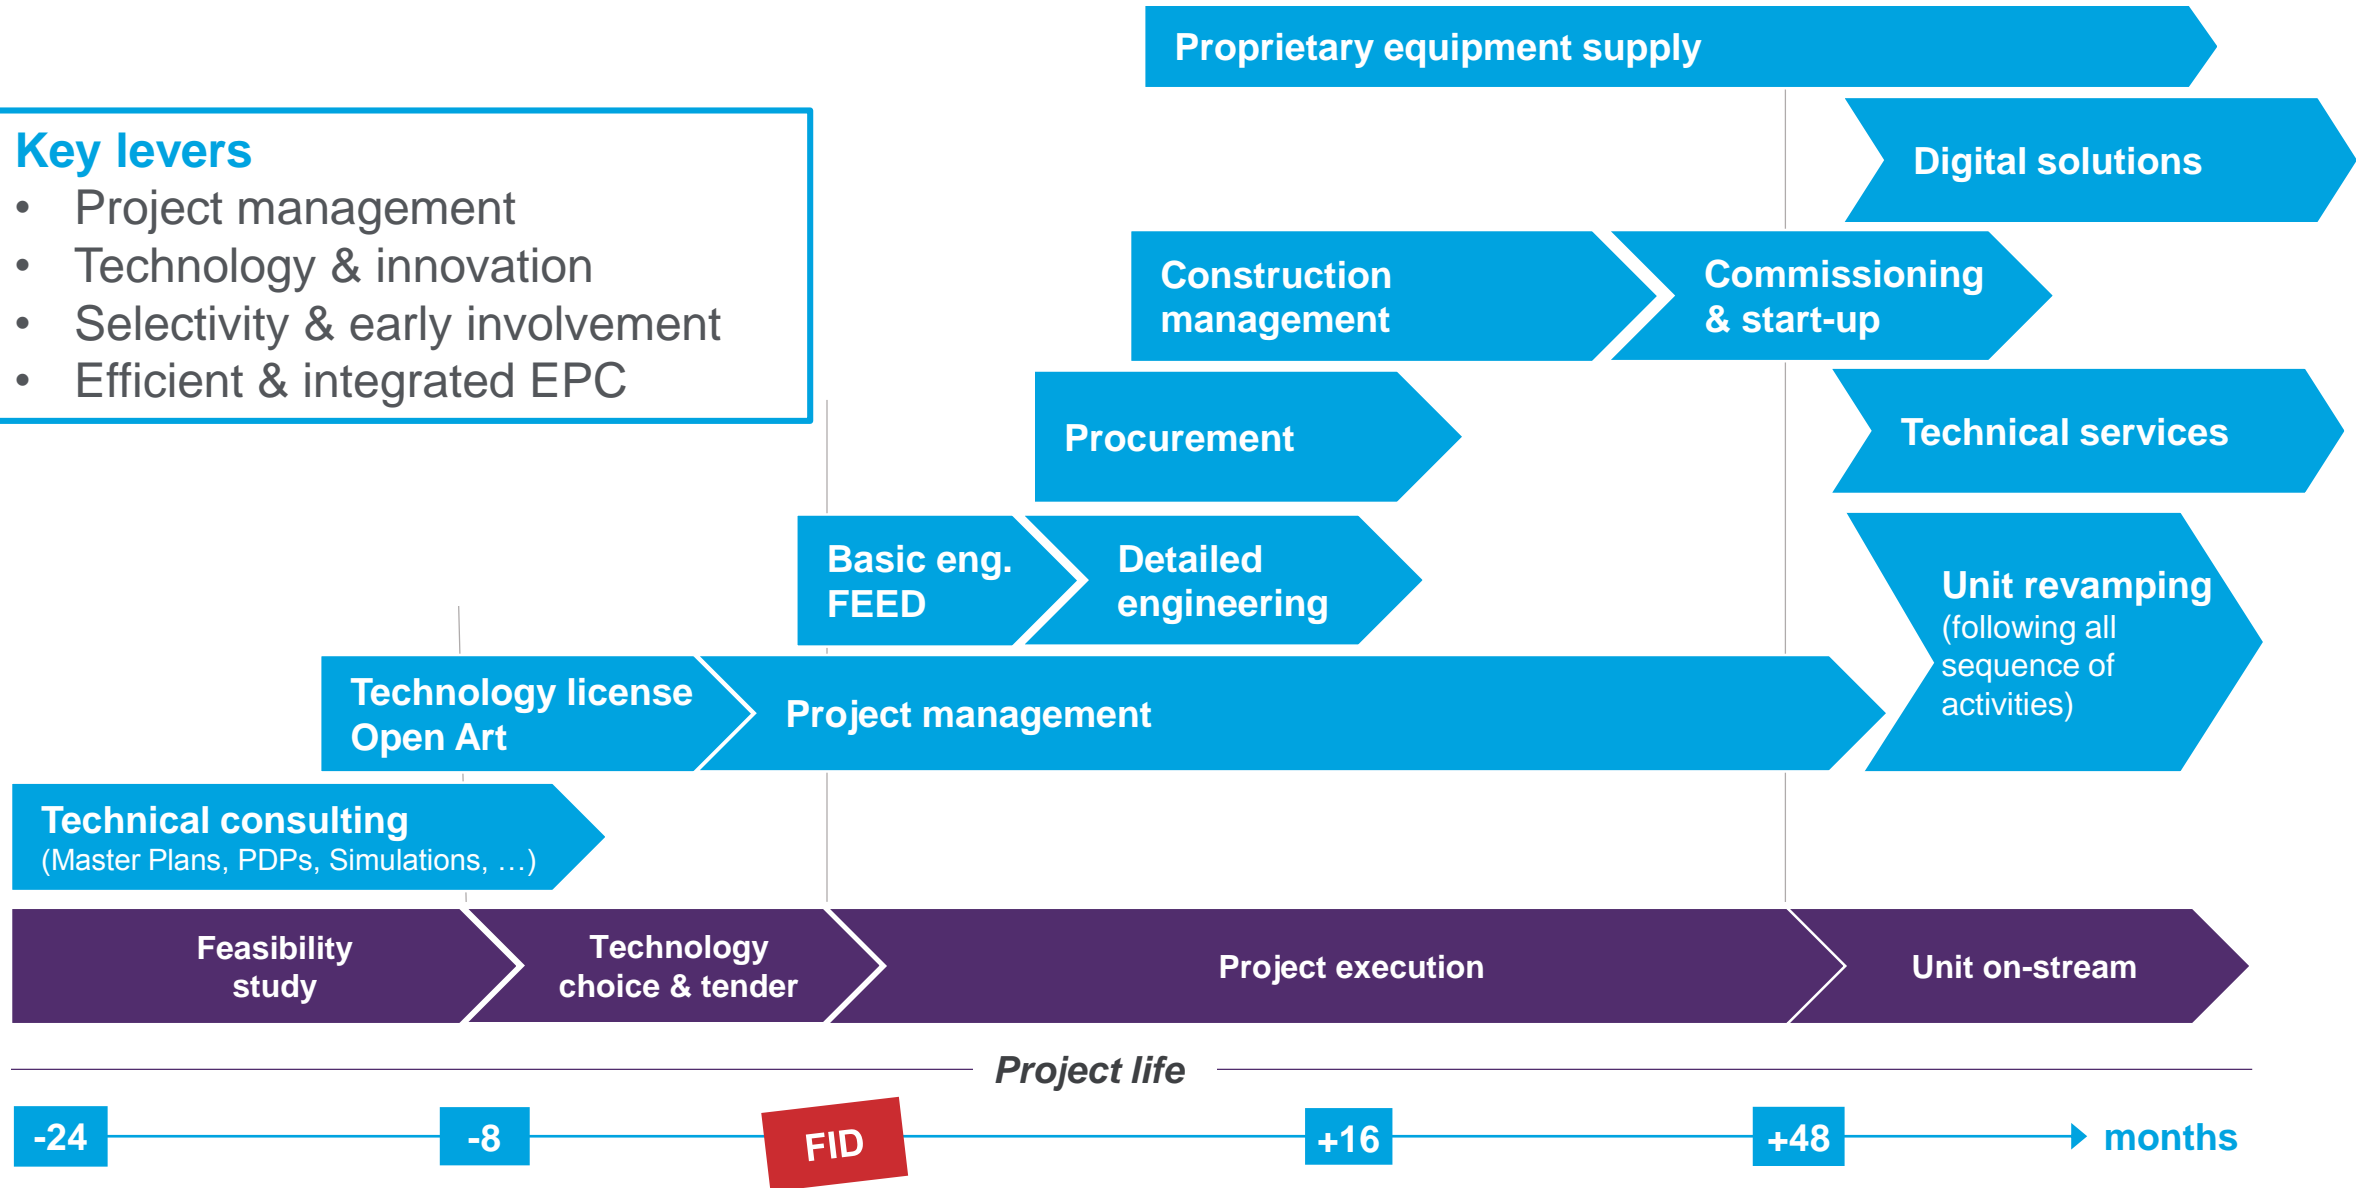 Proprietary equipment supply
Key levers
• Project management
• Technology & innovation
• Selectivity & early involvement
• Efficient & integrated EPC
Digital solutions
Construction
management
Commissioning
& start-up
Procurement
Technical services
Basic eng.
FEED
Detailed
engineering
Unit revamping
(following all
sequence of
activities)
Technology license
Open Art
Project management
Technical consulting
(Master Plans, PDPs, Simulations, …)
Feasibility
study
Technology
choice & tender
Project execution
Unit on-stream
Project life
-24
-8
FID
+16
+48
months